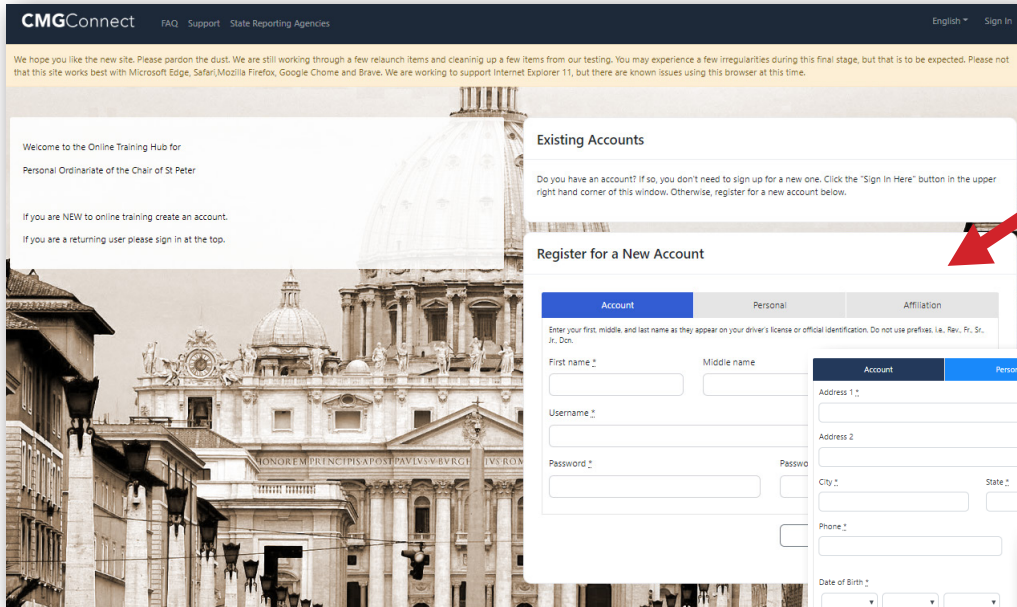 CMGConnect FAQ Support State Reporting Agencies English Sign In
We hope you like the new site. Please pardon the dust. We are still working through a few relaunch items and cleaninig up a few items from our testing. You may experience a few irregularities during this final stage, but that is to be expected. Please not
that this site works best with Microsoft Edge, Safari,Mozilla Firefox, Google Chome and Brave. We are working to support Internet Explorer 11, but there are known issues using this browser at this time.
Welcome to the Online Training Hub for
Personal Ordinariate of the Chair of St Peter
If you are NEW to online training create an account.
If you are a returning user please sign in at the top.
Existing Accounts
Do you have an account? If so, you don't need to sign up for a new one. Click the "Sign In Here" button in the upper
right hand corner of this window. Otherwise, register for a new account below.
Register for a New Account
Account Personal Affiliation
Enter your first, middle, and last name as they appear on your driver's license or official identification. Do not use prefixes, i.e., Rev., Fr., Sr.,
Jr., Dcn.
First name * Middle name
Username *
Password * Passwo
Account Person
Address 1 *
Address 2
City * State *
Phone *
Date of Birth *
IN HONOREM PRINCIPIS APOST PAVLVS V BVRGHESIVS ROM